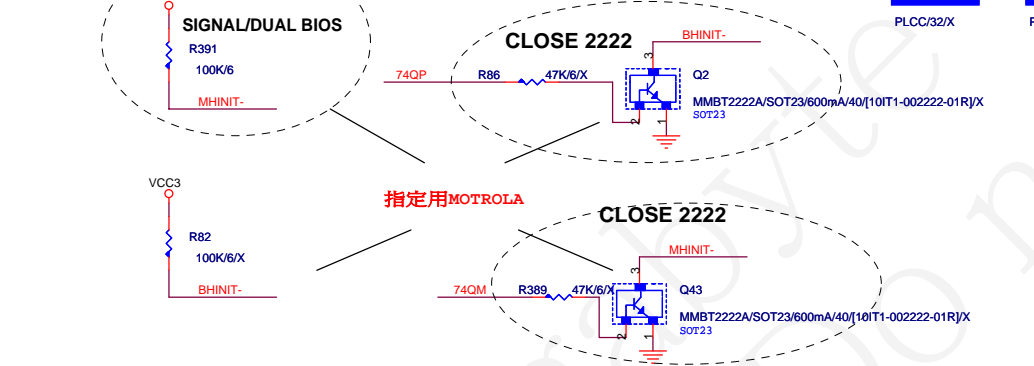 SIGNAL/DUAL BIOS
R391
100K/6
MHINIT-
CLOSE 2222
BHINIT-
3
74QP
R86
47K/6/X
Q2
MMBT2222A/SOT23/600mA/40/[10IT1-002222-01R]/X
SOT23
2
1
PLCC/32/X
VCC3
R82
100K/6/X
BHINIT-
指定用MOTROLA
CLOSE 2222
MHINIT-
3
74QM
R389
47K/6/X
Q43
MMBT2222A/SOT23/600mA/40/[10IT1-002222-01R]/X
SOT23
2
1